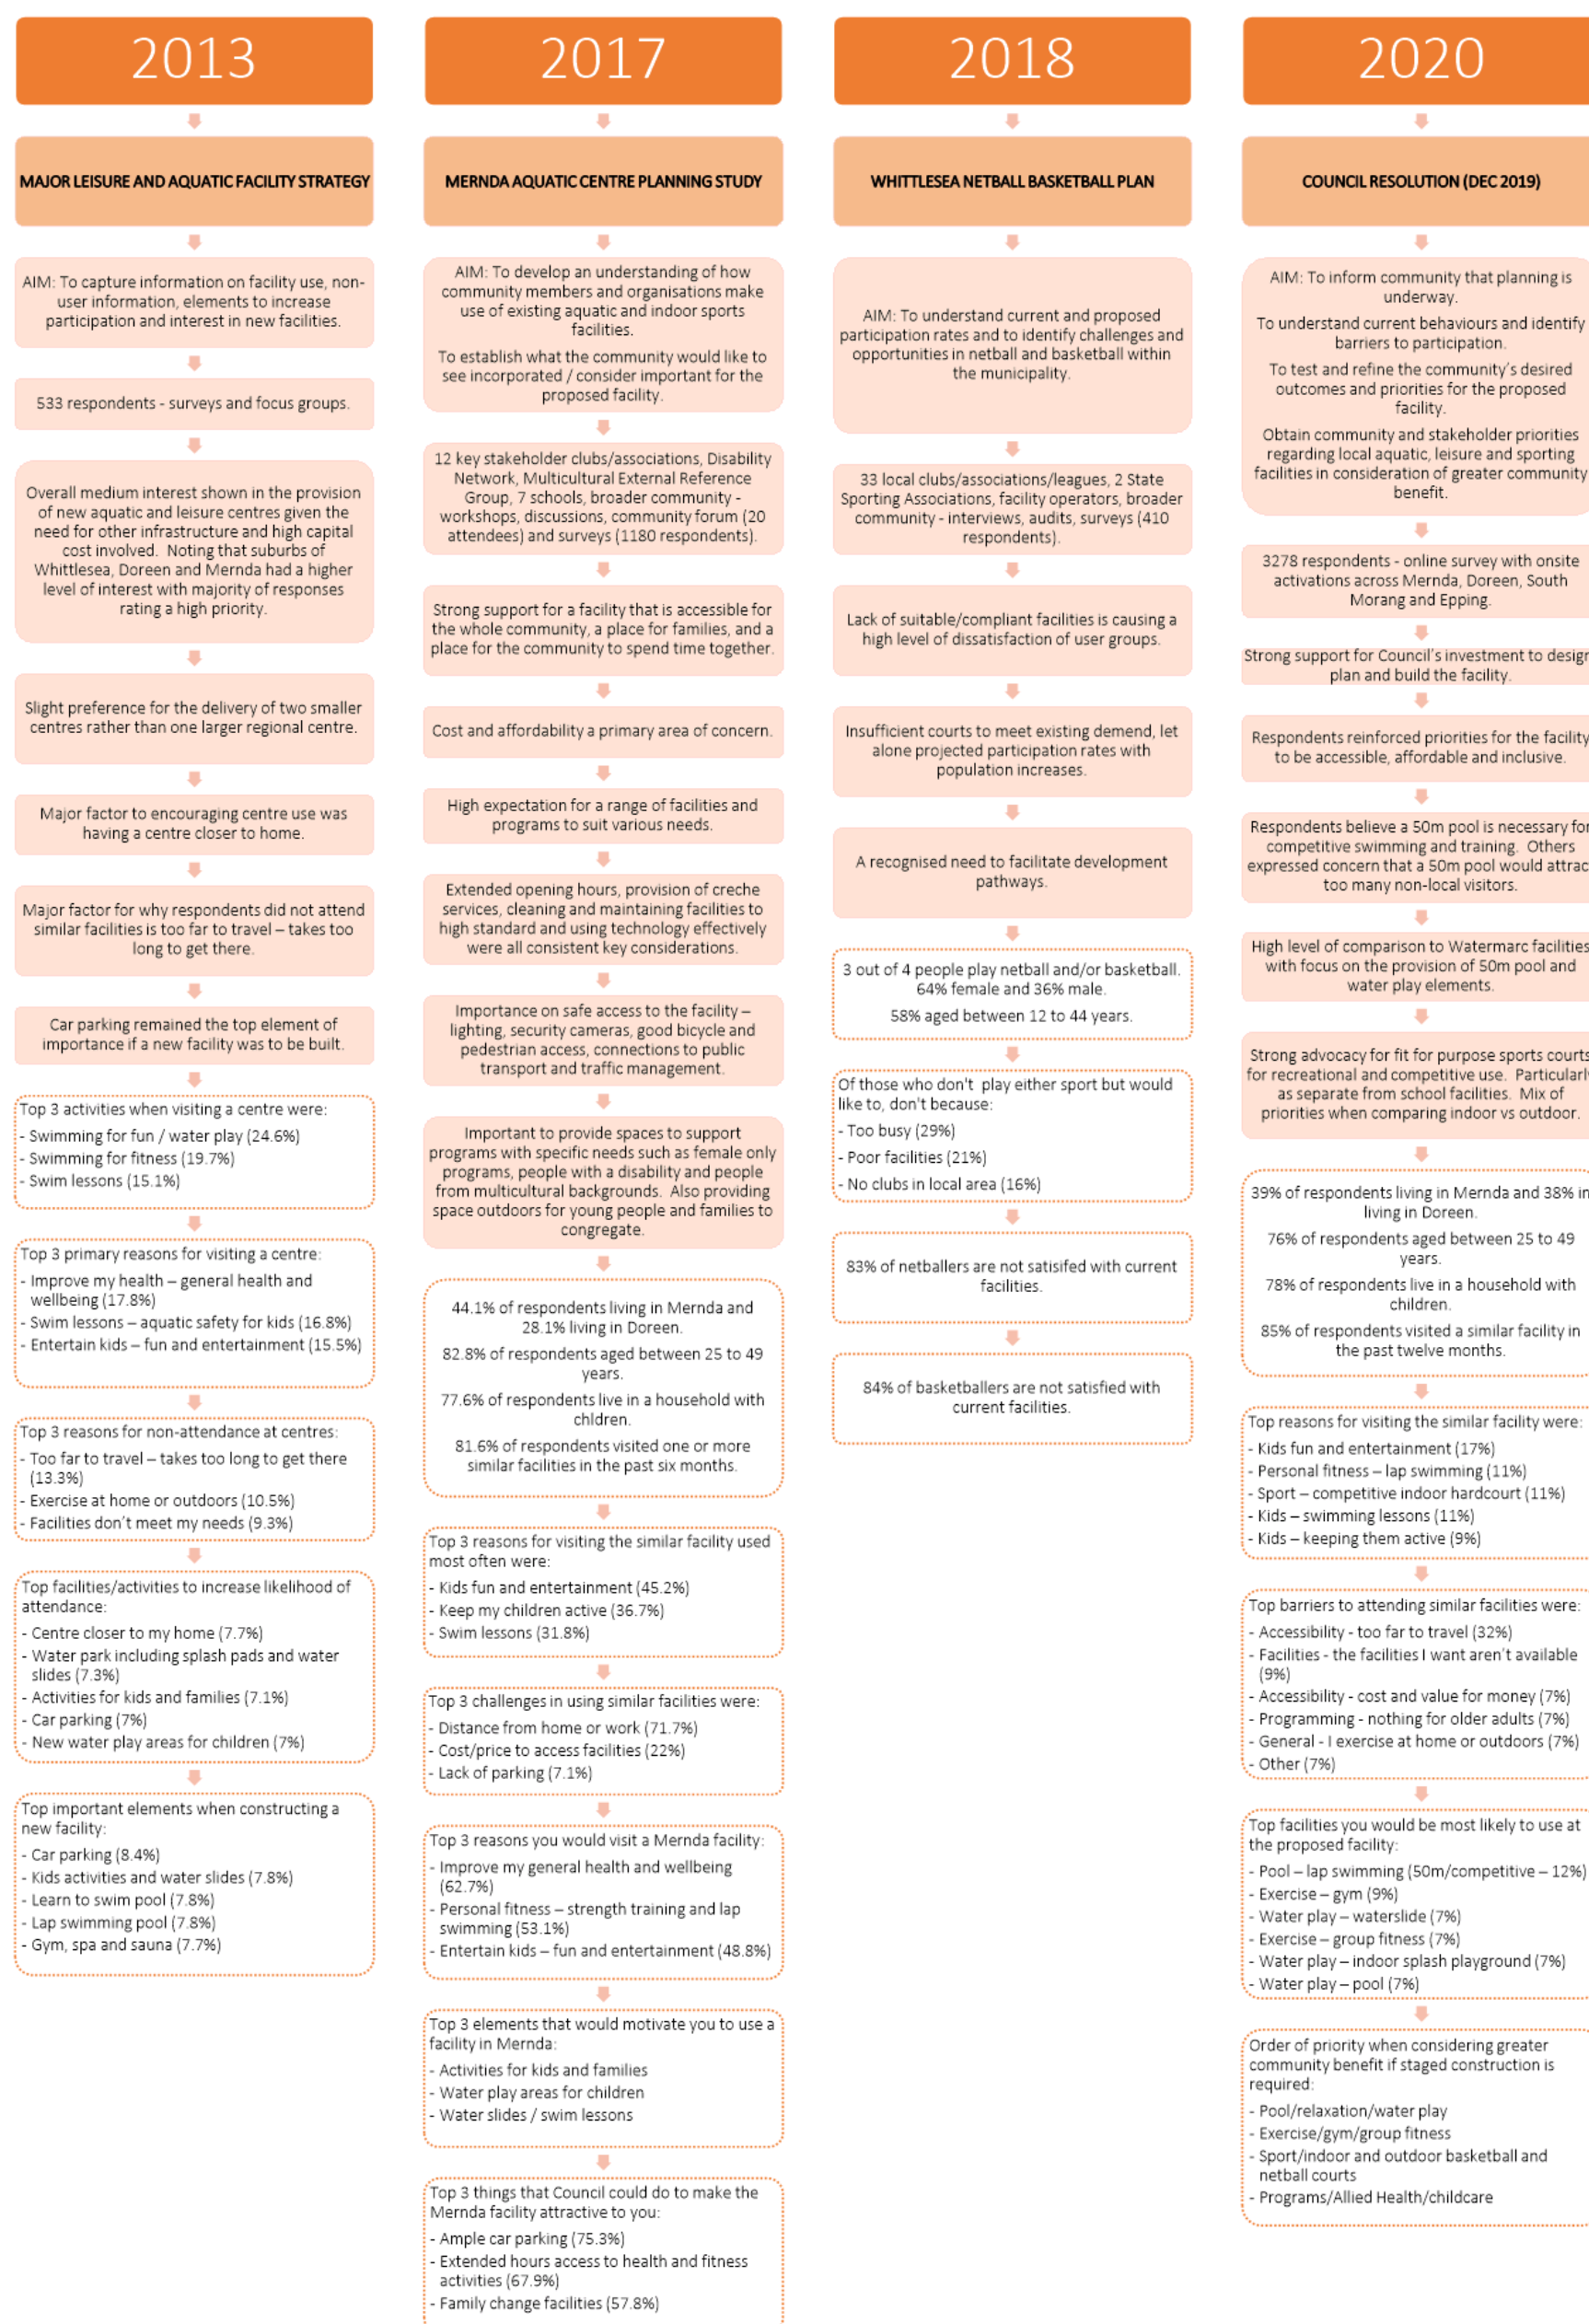 2013
MAJOR LEISURE AND AQUATIC FACILITY STRATEGY
AIM: To capture information on facility use, non-
user information, elements to increase
participation and interest in new facilities.
533 respondents - surveys and focus groups.
Overall medium interest shown in the provision
of new aquatic and leisure centres given the
need for other infrastructure and high capital
cost involved. Noting that suburbs of
Whittlesea, Doreen and Mernda had a higher
level of interest with majority of responses
rating a high priority.
Slight preference for the delivery of two smaller
centres rather than one larger regional centre.
Major factor to encouraging centre use was
having a centre closer to home.
Major factor for why respondents did not attend
similar facilities is too far to travel – takes too
long to get there.
Car parking remained the top element of
importance if a new facility was to be built.
Top 3 activities when visiting a centre were:
- Swimming for fun / water play (24.6%)
- Swimming for fitness (19.7%)
- Swim lessons (15.1%)
Top 3 primary reasons for visiting a centre:
- Improve my health – general health and
wellbeing (17.8%)
- Swim lessons – aquatic safety for kids (16.8%)
- Entertain kids – fun and entertainment (15.5%)
Top 3 reasons for non-attendance at centres:
- Too far to travel – takes too long to get there
(13.3%)
- Exercise at home or outdoors (10.5%)
- Facilities don't meet my needs (9.3%)
Top facilities/activities to increase likelihood of
attendance:
- Centre closer to my home (7.7%)
- Water park including splash pads and water
slides (7.3%)
- Activities for kids and families (7.1%)
- Car parking (7%)
- New water play areas for children (7%)
Top important elements when constructing a
new facility:
- Car parking (8.4%)
- Kids activities and water slides (7.8%)
- Learn to swim pool (7.8%)
- Lap swimming pool (7.8%)
- Gym, spa and sauna (7.7%)
2017
MERNDA AQUATIC CENTRE PLANNING STUDY
AIM: To develop an understanding of how
community members and organisations make
use of existing aquatic and indoor sports
facilities.
To establish what the community would like to
see incorporated / consider important for the
proposed facility.
12 key stakeholder clubs/associations, Disability
Network, Multicultural External Reference
Group, 7 schools, broader community -
workshops, discussions, community forum (20
attendees) and surveys (1180 respondents).
Strong support for a facility that is accessible for
the whole community, a place for families, and a
place for the community to spend time together.
Cost and affordability a primary area of concern.
High expectation for a range of facilities and
programs to suit various needs.
Extended opening hours, provision of creche
services, cleaning and maintaining facilities to
high standard and using technology effectively
were all consistent key considerations.
Importance on safe access to the facility –
lighting, security cameras, good bicycle and
pedestrian access, connections to public
transport and traffic management.
Important to provide spaces to support
programs with specific needs such as female only
programs, people with a disability and people
from multicultural backgrounds. Also providing
space outdoors for young people and families to
congregate.
44.1% of respondents living in Mernda and
28.1% living in Doreen.
82.8% of respondents aged between 25 to 49
years.
77.6% of respondents live in a household with
chldren.
81.6% of respondents visited one or more
similar facilities in the past six months.
Top 3 reasons for visiting the similar facility used
most often were:
- Kids fun and entertainment (45.2%)
- Keep my children active (36.7%)
- Swim lessons (31.8%)
Top 3 challenges in using similar facilities were:
- Distance from home or work (71.7%)
- Cost/price to access facilities (22%)
- Lack of parking (7.1%)
Top 3 reasons you would visit a Mernda facility:
- Improve my general health and wellbeing
(62.7%)
- Personal fitness – strength training and lap
swimming (53.1%)
- Entertain kids – fun and entertainment (48.8%)
Top 3 elements that would motivate you to use a
facility in Mernda:
- Activities for kids and families
- Water play areas for children
- Water slides / swim lessons
Top 3 things that Council could do to make the
Mernda facility attractive to you:
- Ample car parking (75.3%)
- Extended hours access to health and fitness
activities (67.9%)
- Family change facilities (57.8%)
2018
WHITTLESEA NETBALL BASKETBALL PLAN
AIM: To understand current and proposed
participation rates and to identify challenges and
opportunities in netball and basketball within
the municipality.
33 local clubs/associations/leagues, 2 State
Sporting Associations, facility operators, broader
community - interviews, audits, surveys (410
respondents).
Lack of suitable/compliant facilities is causing a
high level of dissatisfaction of user groups.
Insufficient courts to meet existing demand, let
alone projected participation rates with
population increases.
A recognised need to facilitate development
pathways.
3 out of 4 people play netball and/or basketball.
64% female and 36% male.
58% aged between 12 to 44 years.
Of those who don't play either sport but would
like to, don't because:
- Too busy (29%)
- Poor facilities (21%)
- No clubs in local area (16%)
83% of netballers are not satisifed with current
facilities.
84% of basketballers are not satisfied with
current facilities.
2020
COUNCIL RESOLUTION (DEC 2019)
AIM: To inform community that planning is
underway.
To understand current behaviours and identify
barriers to participation.
To test and refine the community's desired
outcomes and priorities for the proposed
facility.
Obtain community and stakeholder priorities
regarding local aquatic, leisure and sporting
facilities in consideration of greater community
benefit.
3278 respondents - online survey with onsite
activations across Mernda, Doreen, South
Morang and Epping.
Strong support for Council's investment to design
plan and build the facility.
Respondents reinforced priorities for the facility
to be accessible, affordable and inclusive.
Respondents believe a 50m pool is necessary for
competitive swimming and training. Others
expressed concern that a 50m pool would attract
too many non-local visitors.
High level of comparison to Watermarc facilities
with focus on the provision of 50m pool and
water play elements.
Strong advocacy for fit for purpose sports courts
for recreational and competitive use. Particularly
as separate from school facilities. Mix of
priorities when comparing indoor vs outdoor.
39% of respondents living in Mernda and 38% in
living in Doreen.
76% of respondents aged between 25 to 49
years.
78% of respondents live in a household with
children.
85% of respondents visited a similar facility in
the past twelve months.
Top reasons for visiting the similar facility were:
- Kids fun and entertainment (17%)
- Personal fitness – lap swimming (11%)
- Sport – competitive indoor hardcourt (11%)
- Kids – swimming lessons (11%)
- Kids – keeping them active (9%)
Top barriers to attending similar facilities were:
- Accessibility - too far to travel (32%)
- Facilities - the facilities I want aren't available
(9%)
- Accessibility - cost and value for money (7%)
- Programming - nothing for older adults (7%)
- General - I exercise at home or outdoors (7%)
- Other (7%)
Top facilities you would be most likely to use at
the proposed facility:
- Pool – lap swimming (50m/competitive – 12%)
- Exercise – gym (9%)
- Water play – waterslide (7%)
- Exercise – group fitness (7%)
- Water play – indoor splash playground (7%)
- Water play – pool (7%)
Order of priority when considering greater
community benefit if staged construction is
required:
- Pool/relaxation/water play
- Exercise/gym/group fitness
- Sport/indoor and outdoor basketball and
netball courts
- Programs/Allied Health/childcare